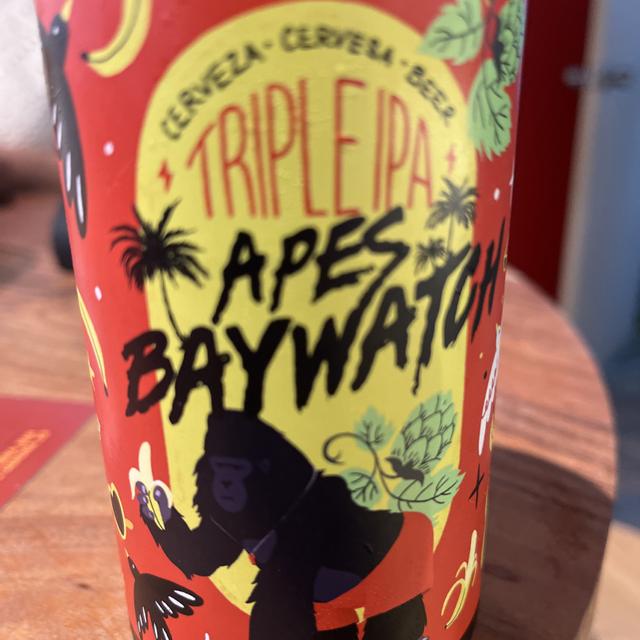 CERVEZA · CERVESA · BEER
TRIPLE IPA
APES
BAYWATCH